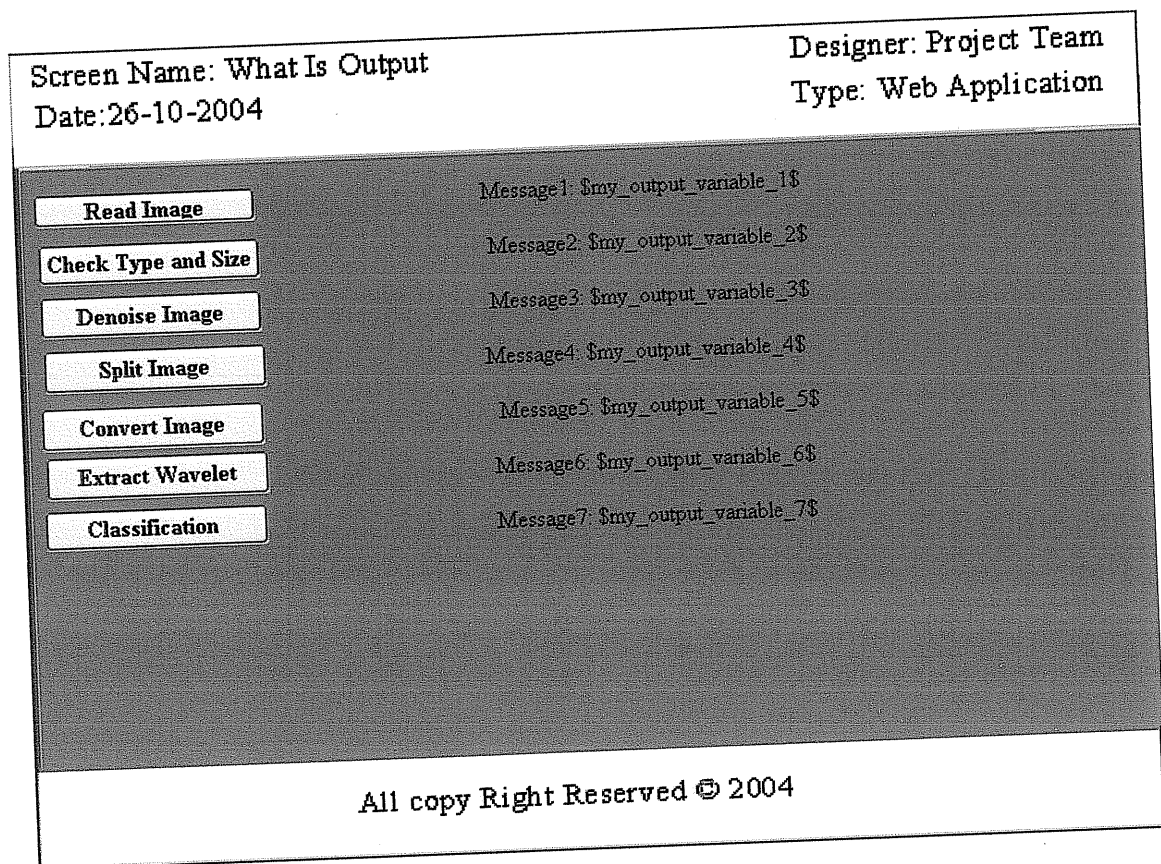 Screen Name: What Is Output
Designer: Project Team
Date:26-10-2004
Type: Web Application
Read Image
Message1: $my_output_variable_1$
Check Type and Size
Message2: $my_output_variable_2$
Denoise Image
Message3: $my_output_variable_3$
Split Image
Message4: $my_output_variable_4$
Convert Image
Message5: $my_output_variable_5$
Extract Wavelet
Message6: $my_output_variable_6$
Classification
Message7: $my_output_variable_7$
All copy Right Reserved © 2004